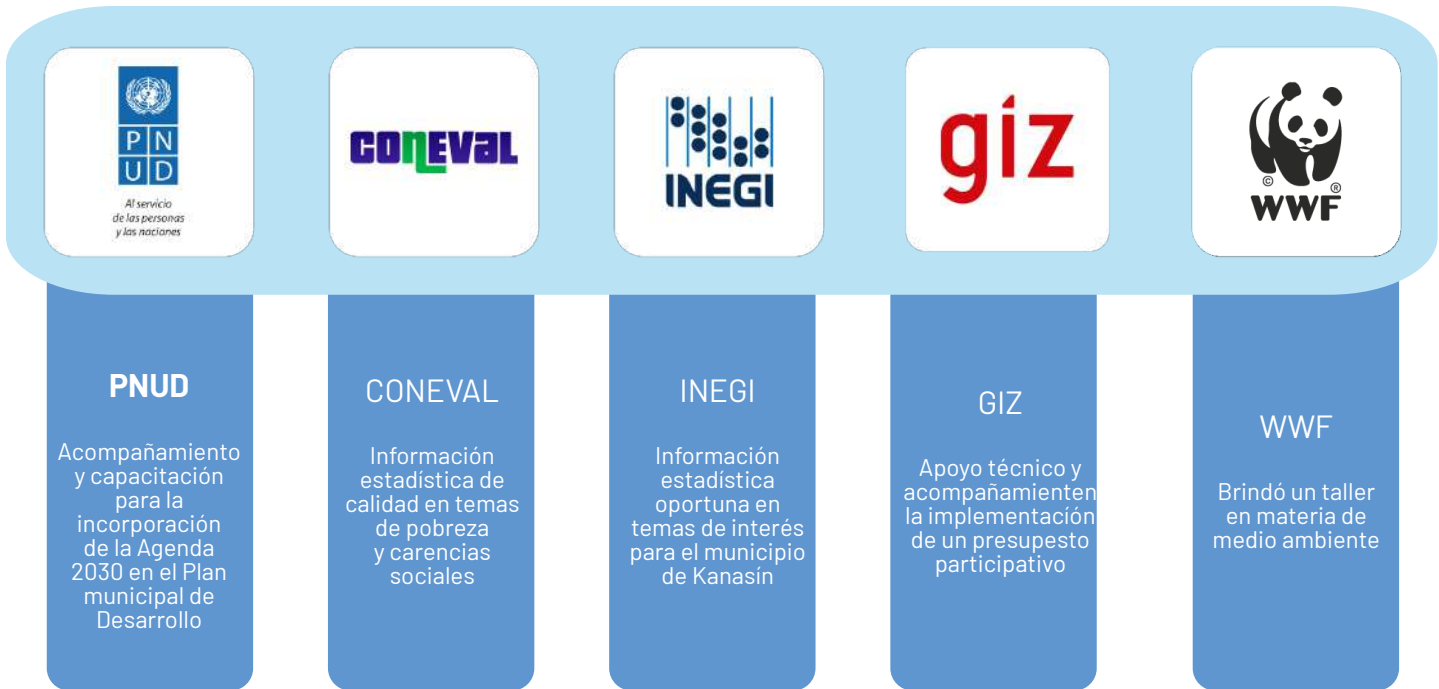 P N
U D
Al servicio
de las personas
y las naciones
CONEVAL
INEGI
giz
©
®
WWF
PNUD
Acompañamiento
y capacitación
para la
incorporación
de la Agenda
2030 en el Plan
municipal de
Desarrollo
CONEVAL
Información
estadística de
calidad en temas
de pobreza
y carencias
sociales
INEGI
Información
estadística
oportuna en
temas de interés
para el municipio
de Kanasín
GIZ
Apoyo técnico y
acompañamienten
la implementación
de un presupesto
participativo
WWF
Brindó un taller
en materia de
medio ambiente